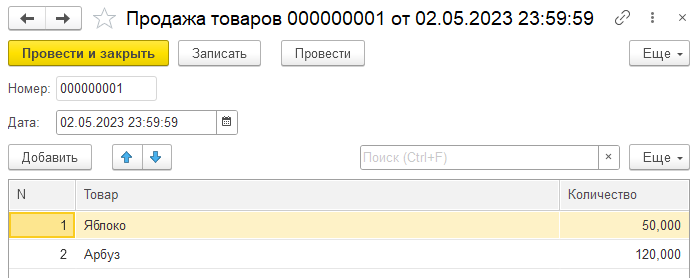 Продажа товаров 000000001 от 02.05.2023 23:59:59
Провести и закрыть Записать Провести Еще
Номер: 000000001
Дата: 02.05.2023 23:59:59
Добавить Поиск (Ctrl+F) × Еще
N Товар Количество
1 Яблоко 50,000
2 Арбуз 120,000